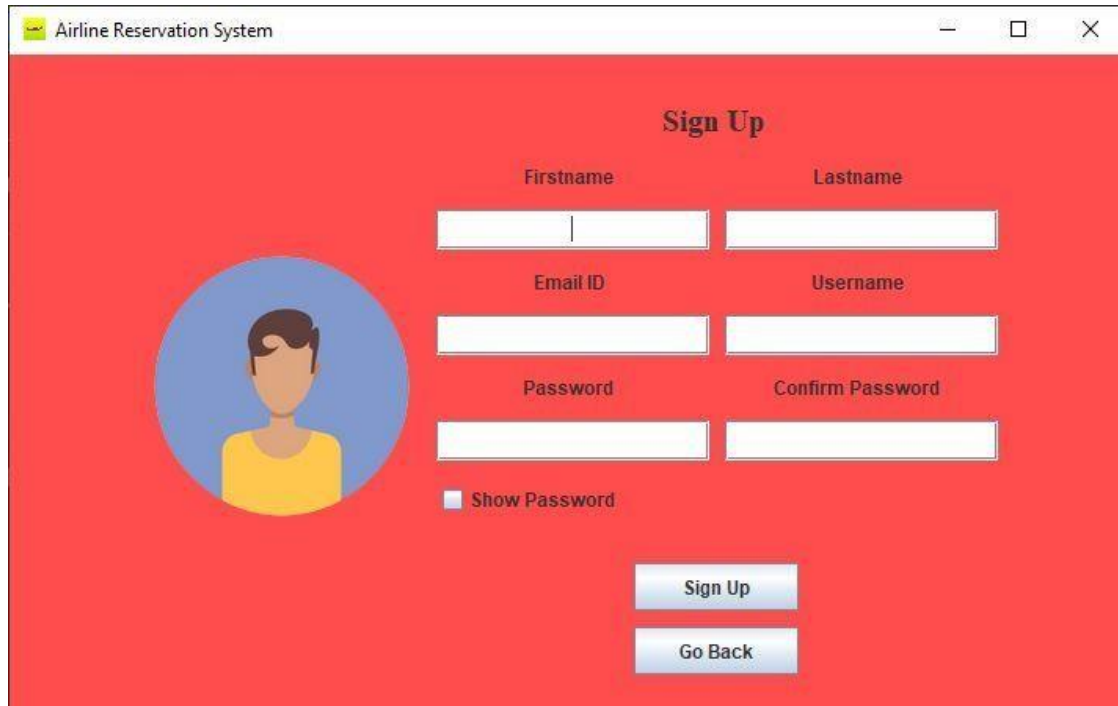 Airline Reservation System
Sign Up
Firstname Lastname
Email ID Username
Password Confirm Password
Show Password
Sign Up
Go Back